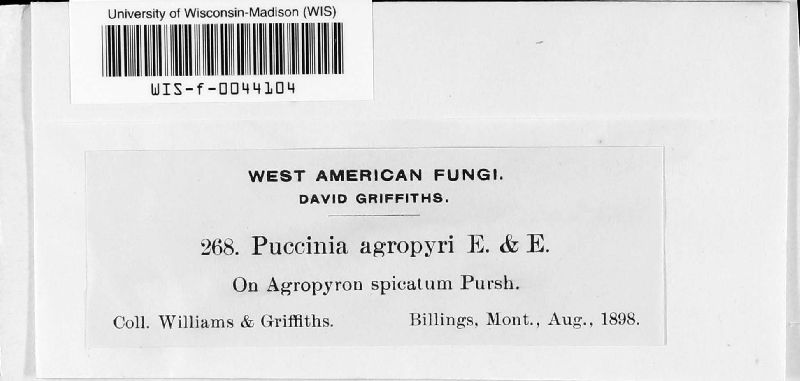 University of Wisconsin-Madison (WIS)
WIS-f-0044104
WEST AMERICAN FUNGI.
DAVID GRIFFITHS.
268. Puccinia agropyri E. & E.
On Agropyron spicatum Pursh.
Coll. Williams & Griffiths. Billings, Mont., Aug., 1898.